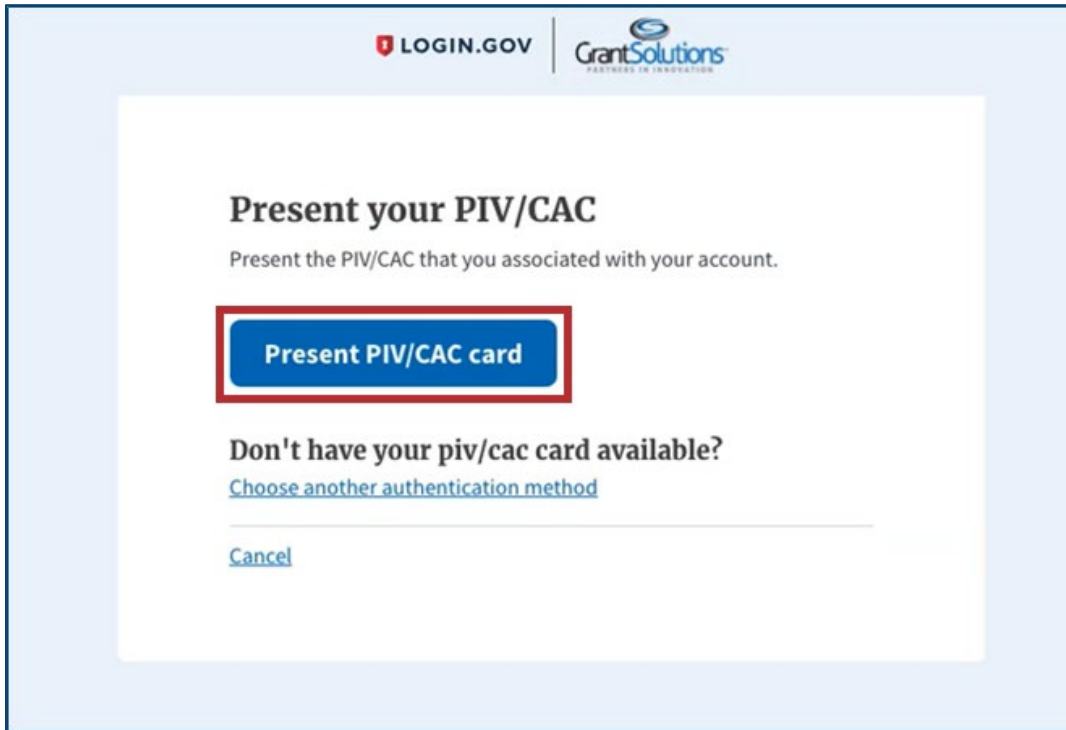 LOGIN.GOV
GrantSolutions
PARTNERS IN INNOVATION
Present your PIV/CAC
Present the PIV/CAC that you associated with your account.
Present PIV/CAC card
Don't have your piv/cac card available?
Choose another authentication method
Cancel